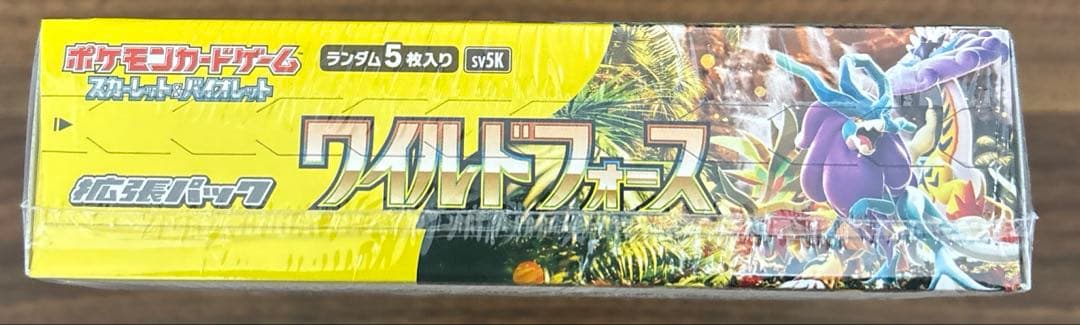 ポケモンカードゲーム
スカーレット&バイオレット
ランダム5枚入り
sv5K
ワイルドフォース
拡張パック